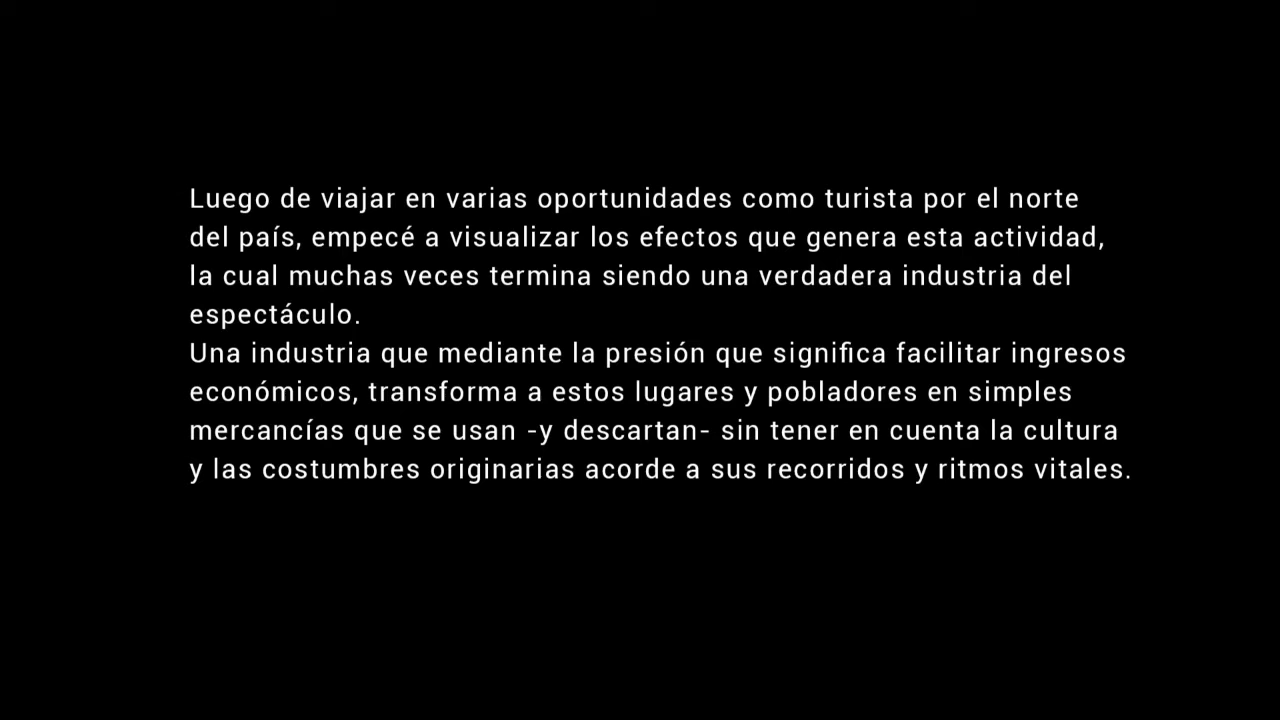 Luego de viajar en varias oportunidades como turista por el norte
del país, empecé a visualizar los efectos que genera esta actividad,
la cual muchas veces termina siendo una verdadera industria del
espectáculo.
Una industria que mediante la presión que significa facilitar ingresos
económicos, transforma a estos lugares y pobladores en simples
mercancías que se usan -y descartan- sin tener en cuenta la cultura
y las costumbres originarias acorde a sus recorridos y ritmos vitales.